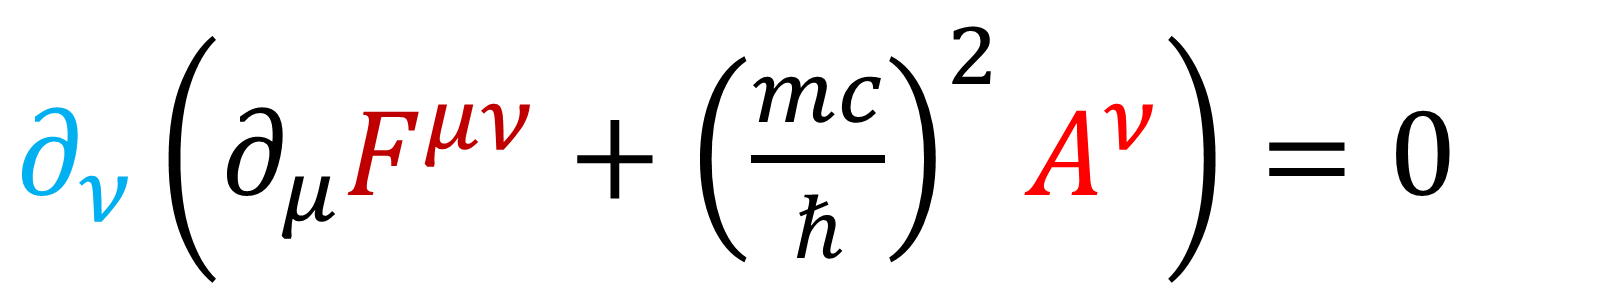 ∂_ν (∂_μ F^{μν} + (mc/ħ)^2 A^ν) = 0